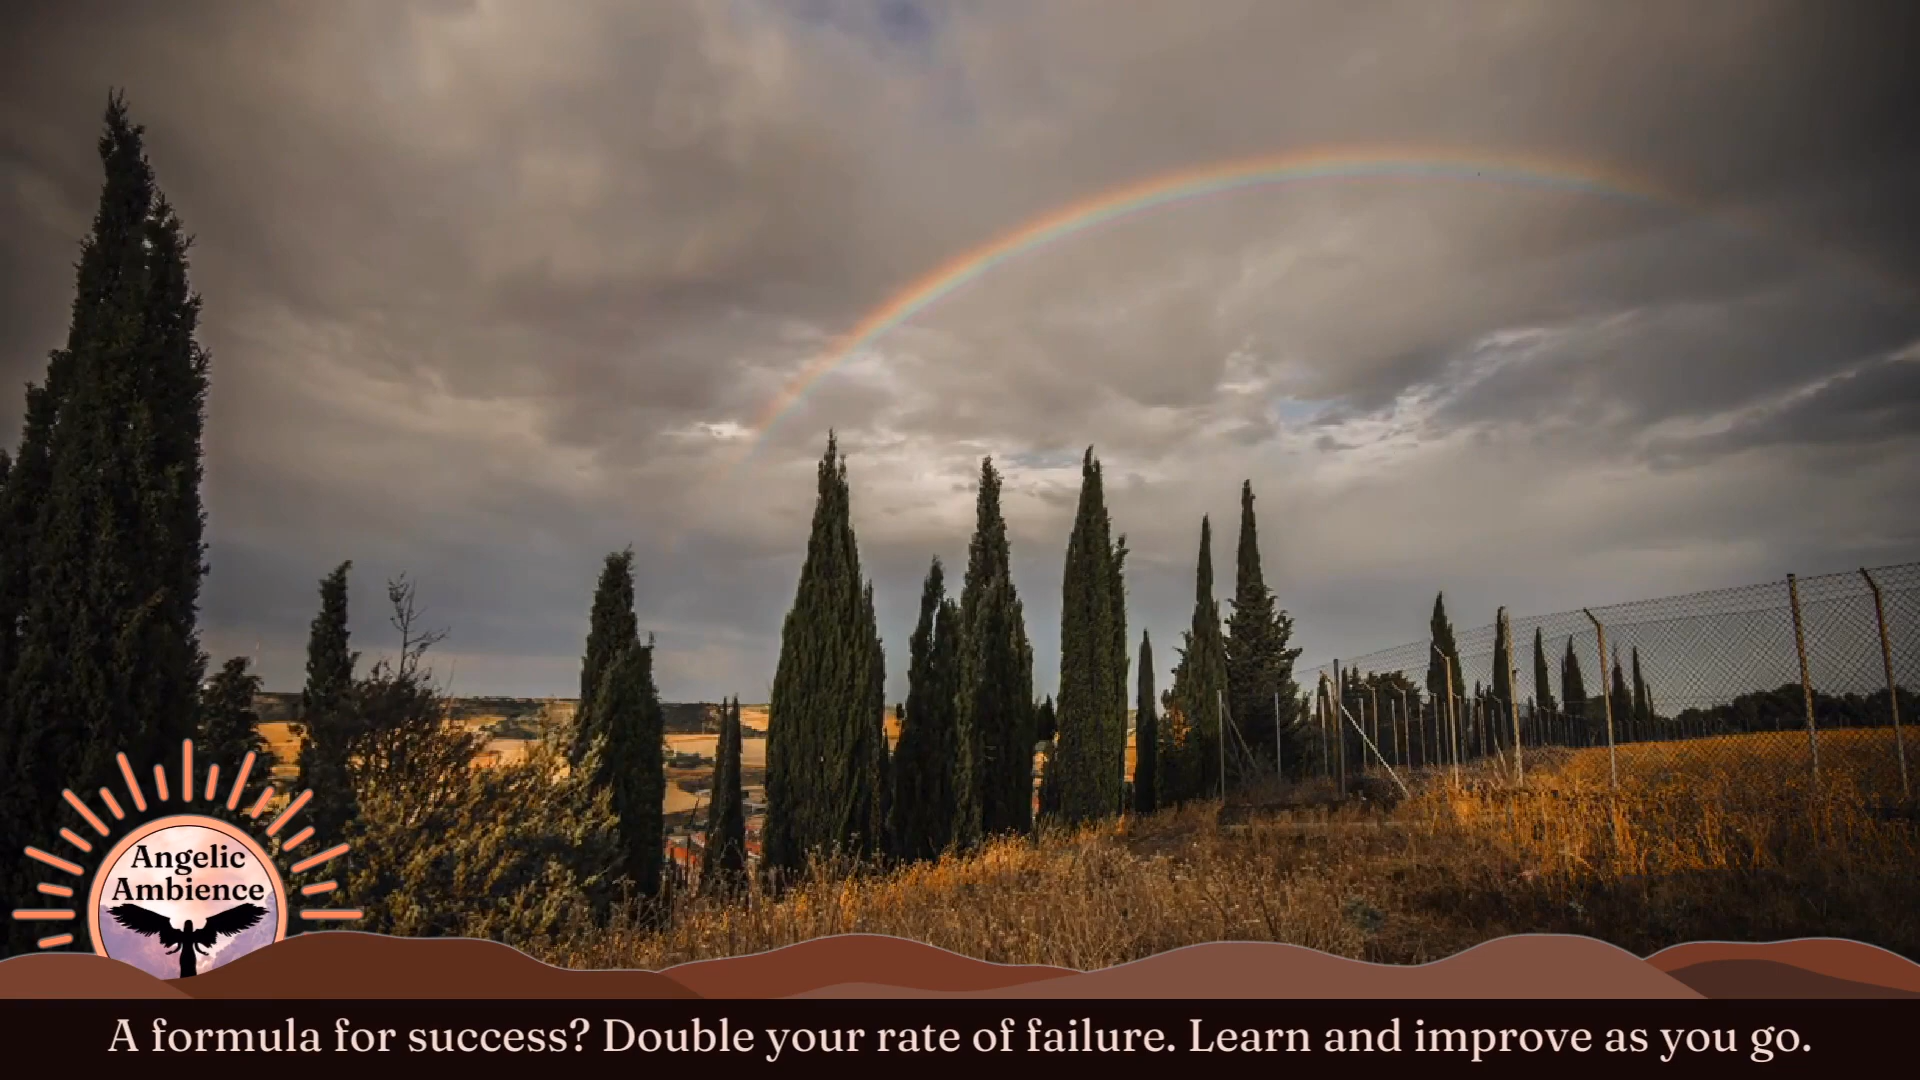 Angelic
Ambience
A formula for success? Double your rate of failure. Learn and improve as you go.